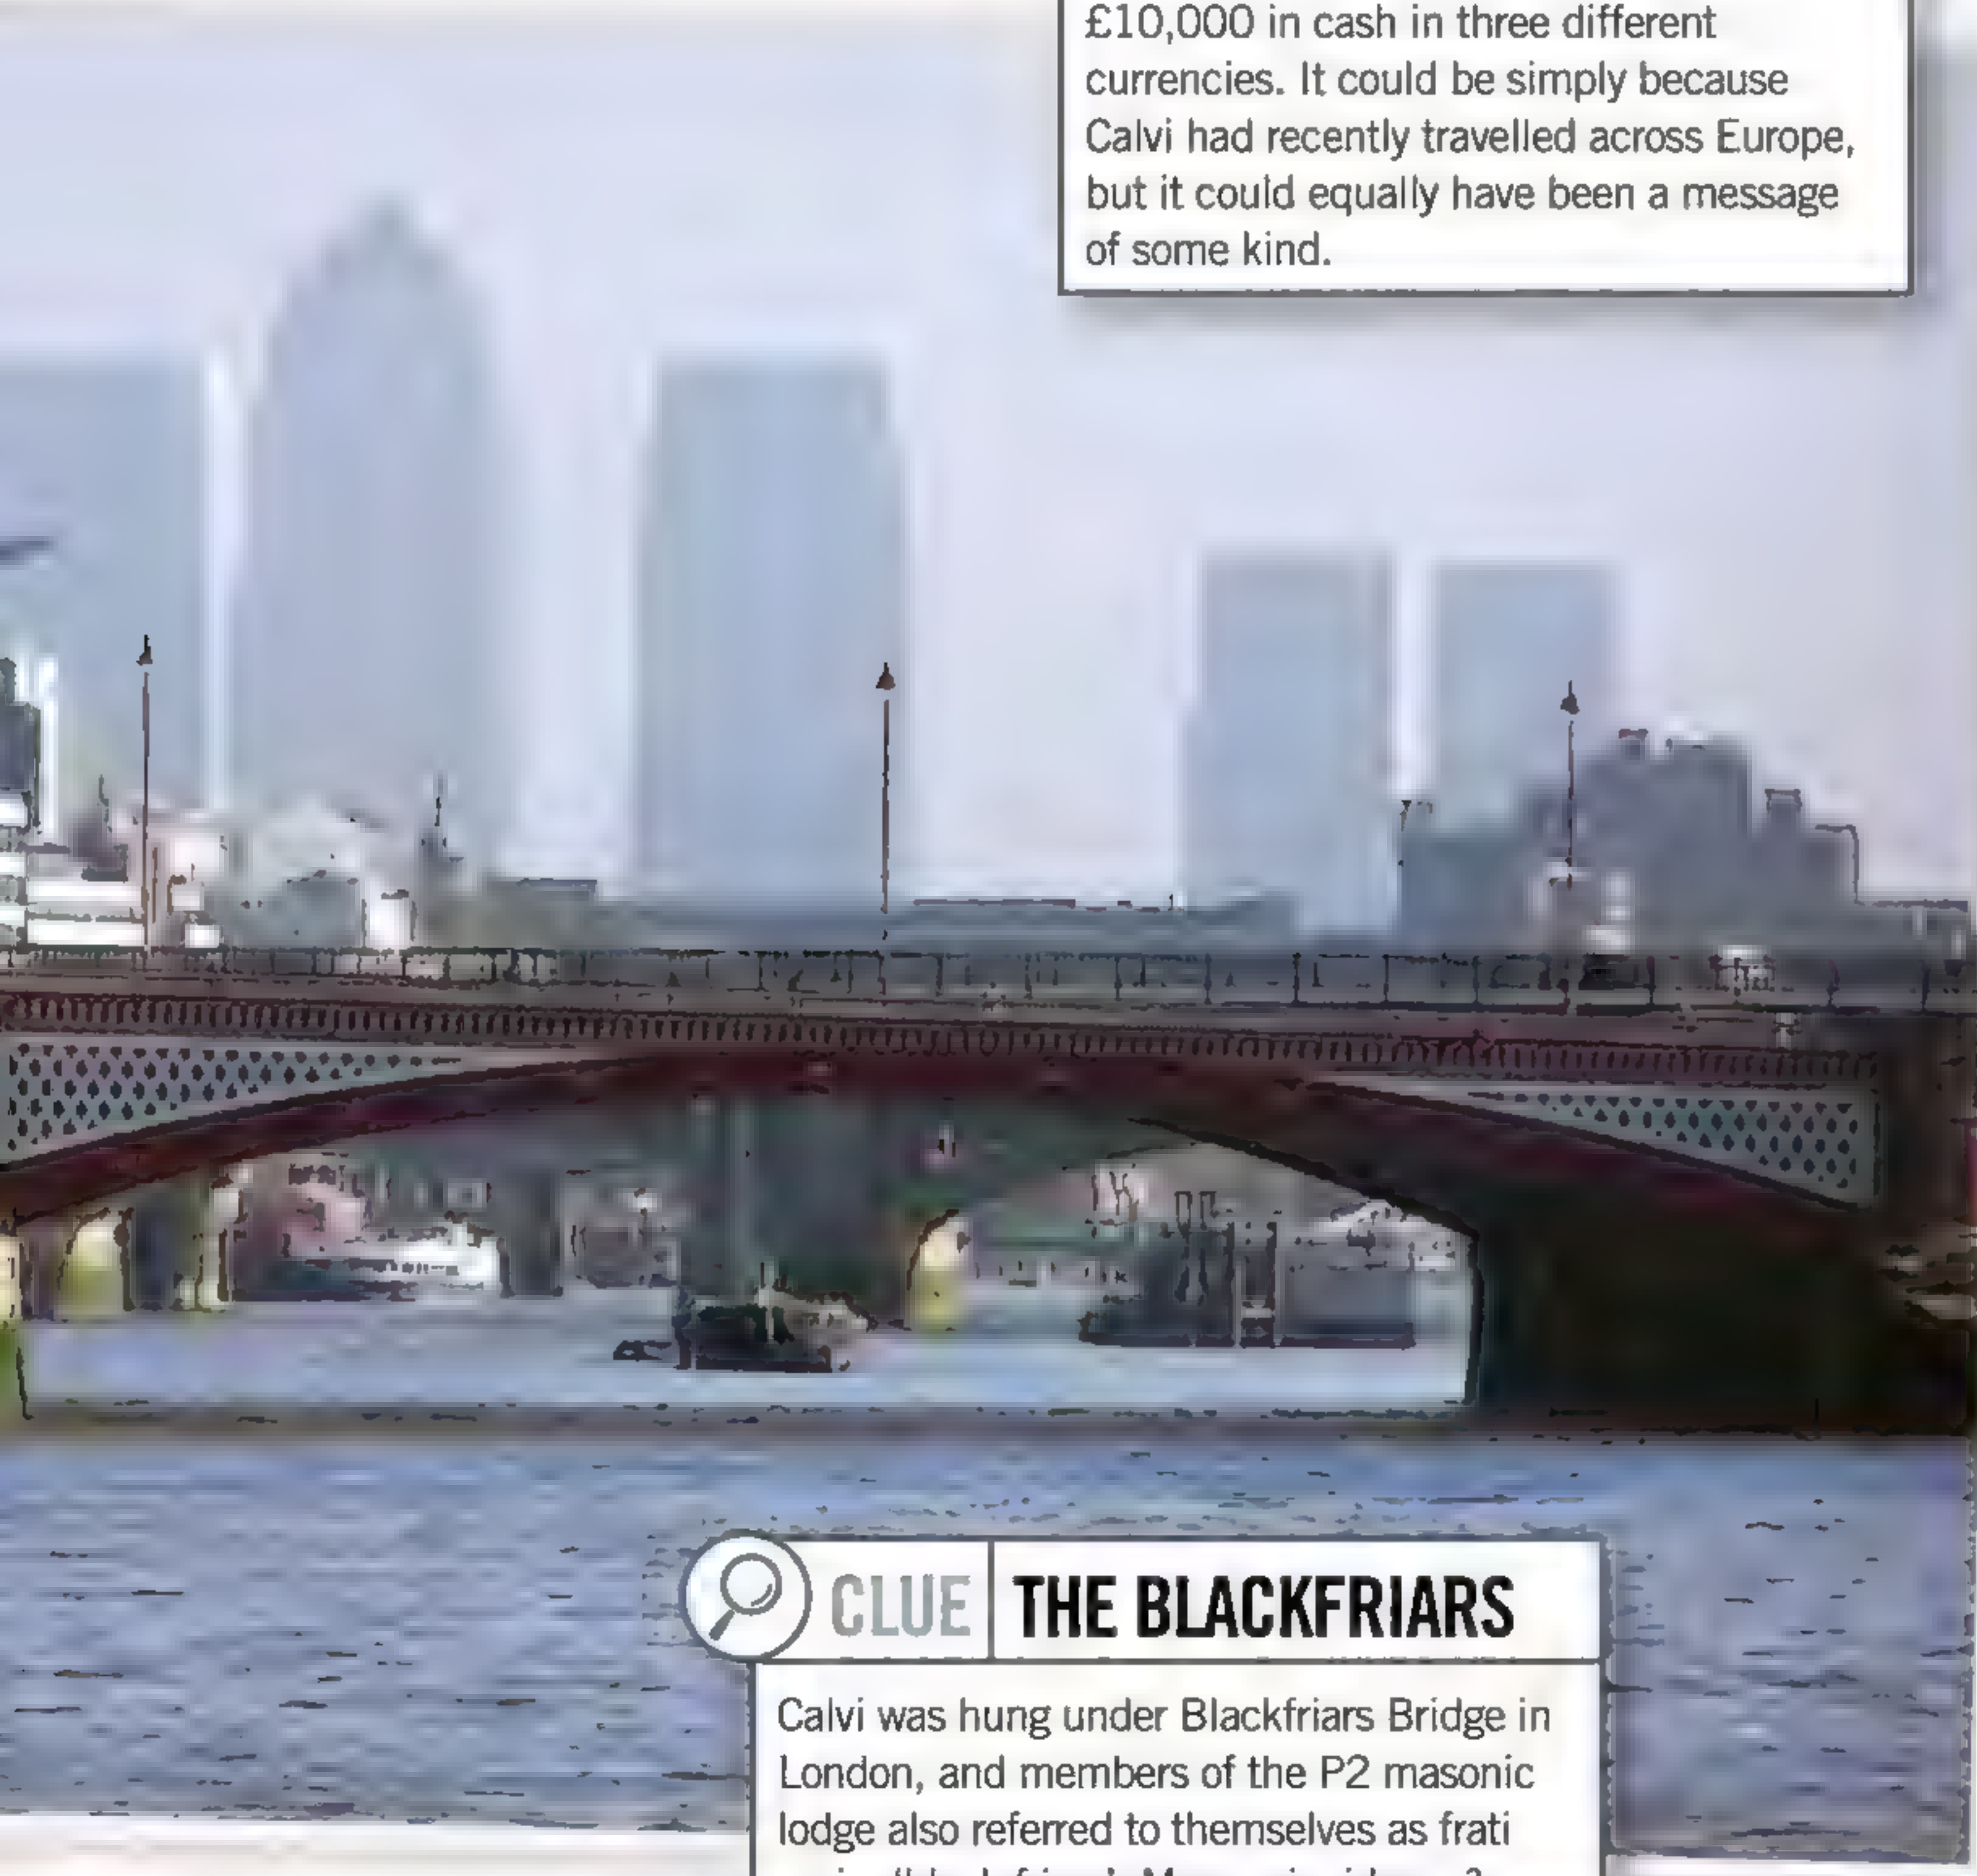 £10,000 in cash in three different
currencies. It could be simply because
Calvi had recently travelled across Europe,
but it could equally have been a message
of some kind.
CLUE THE BLACKFRIARS
Calvi was hung under Blackfriars Bridge in
London, and members of the P2 masonic
lodge also referred to themselves as frati